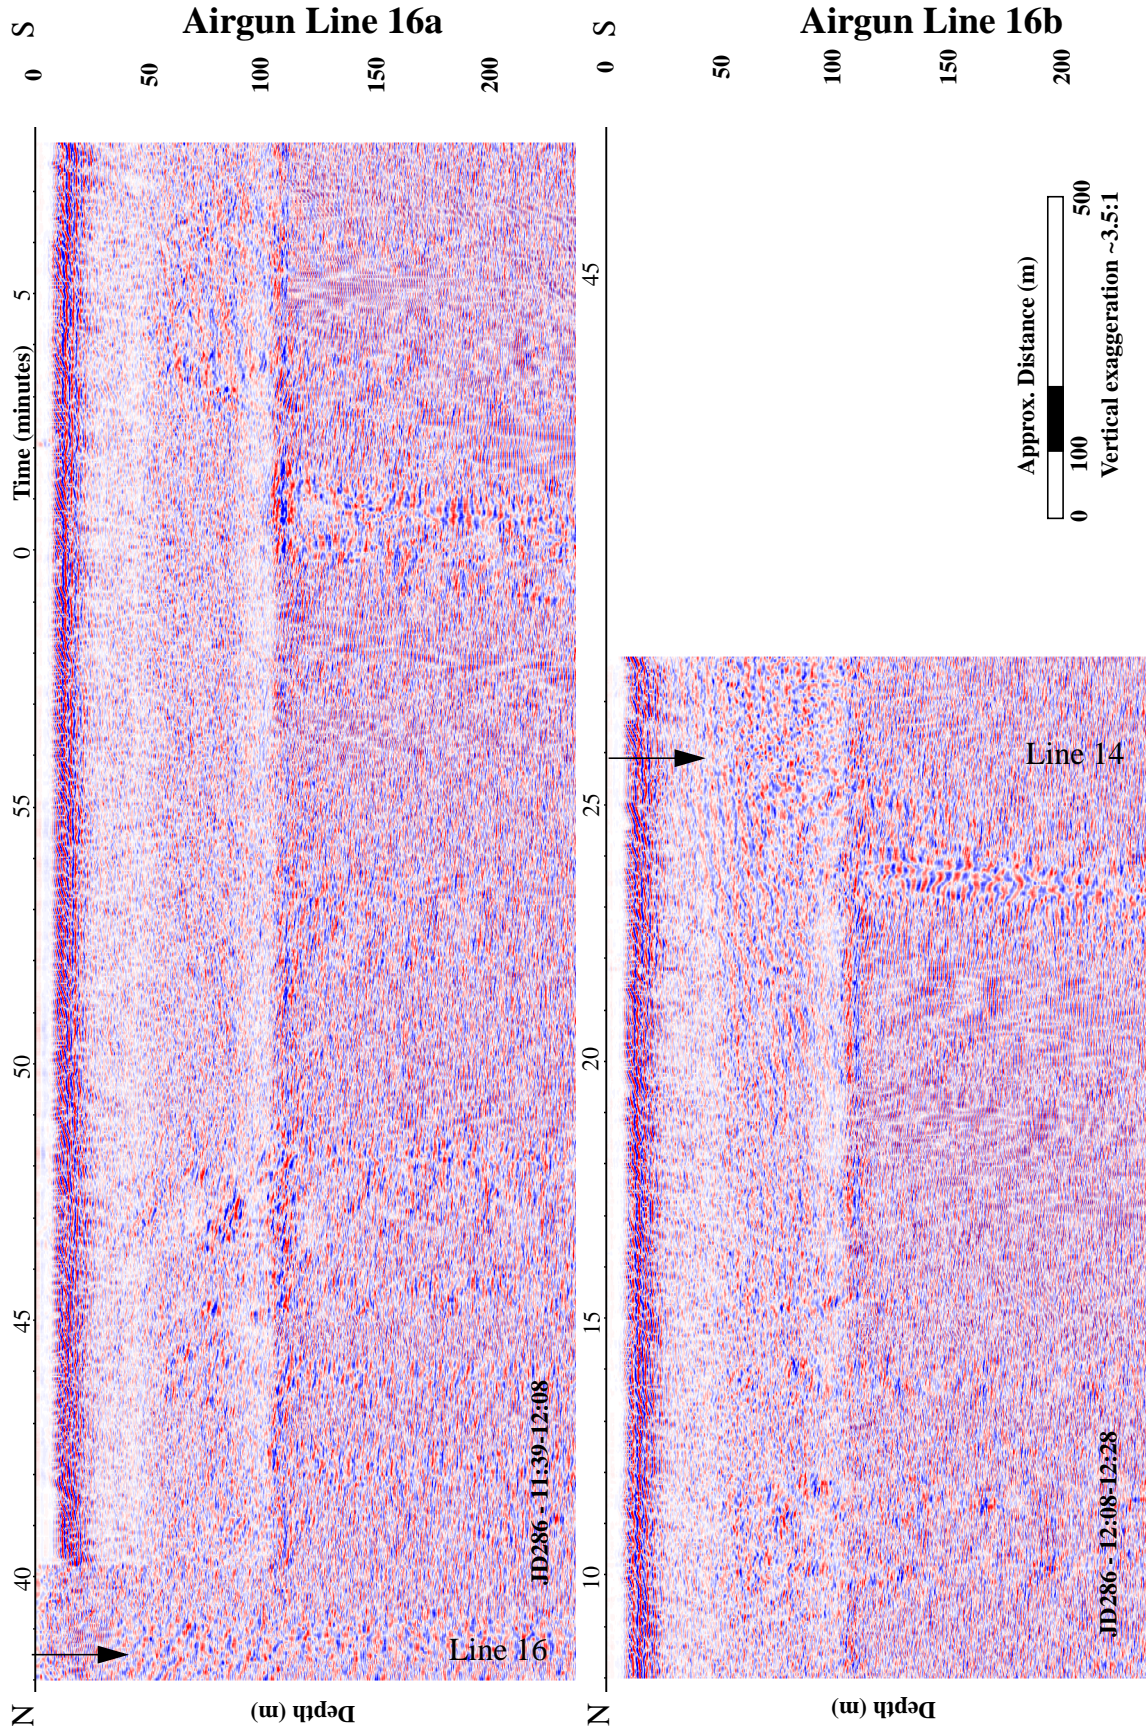 Airgun Line 16a
S
0
50
100
150
200
Time (minutes)
5
0
55
50
45
40
Line 16
JD286 - 11:39-12:08
N
Depth (m)
Airgun Line 16b
S
0
50
100
150
200
45
25
20
15
10
Approx. Distance (m)
0
100
500
Vertical exaggeration ~3.5:1
Line 14
JD286 - 12:08-12:28
N
Depth (m)